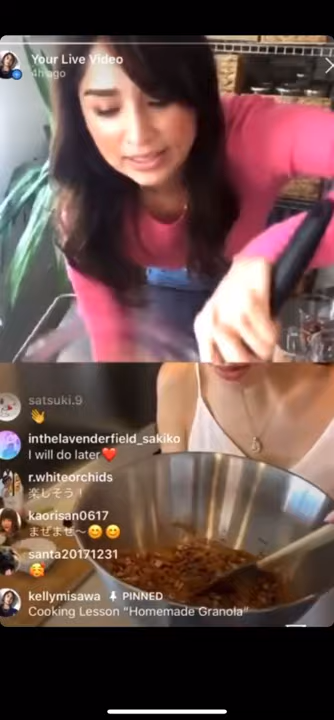 Your Live Video
4h ago
satsuki.9
👋
inthelavenderfield_sakiko
I will do later❤️
r.whiteorchids
楽しそう！
kaorisan0617
まぜまぜ〜😊😊
santa20171231
🥰
kellymisawa 📌 PINNED
Cooking Lesson "Homemade Granola"